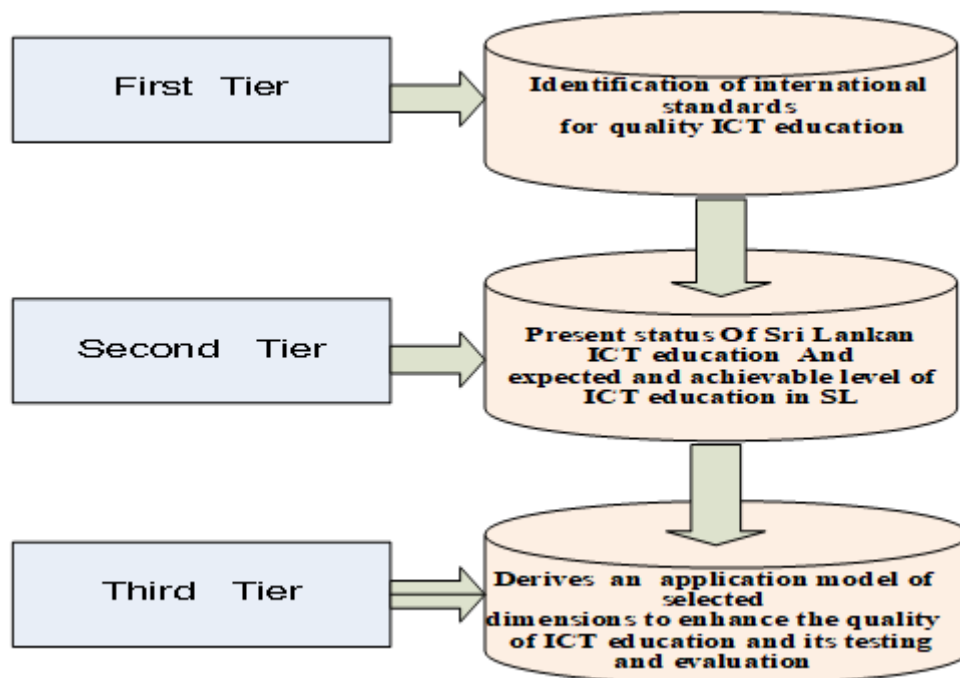 First Tier
Identification of international
standards
for quality ICT education
Second Tier
Present status Of Sri Lankan
ICT education And
expected and achievable level of
ICT education in SL
Third Tier
Derives an application model of
selected
dimensions to enhance the quality
of ICT education and its testing
and evaluation